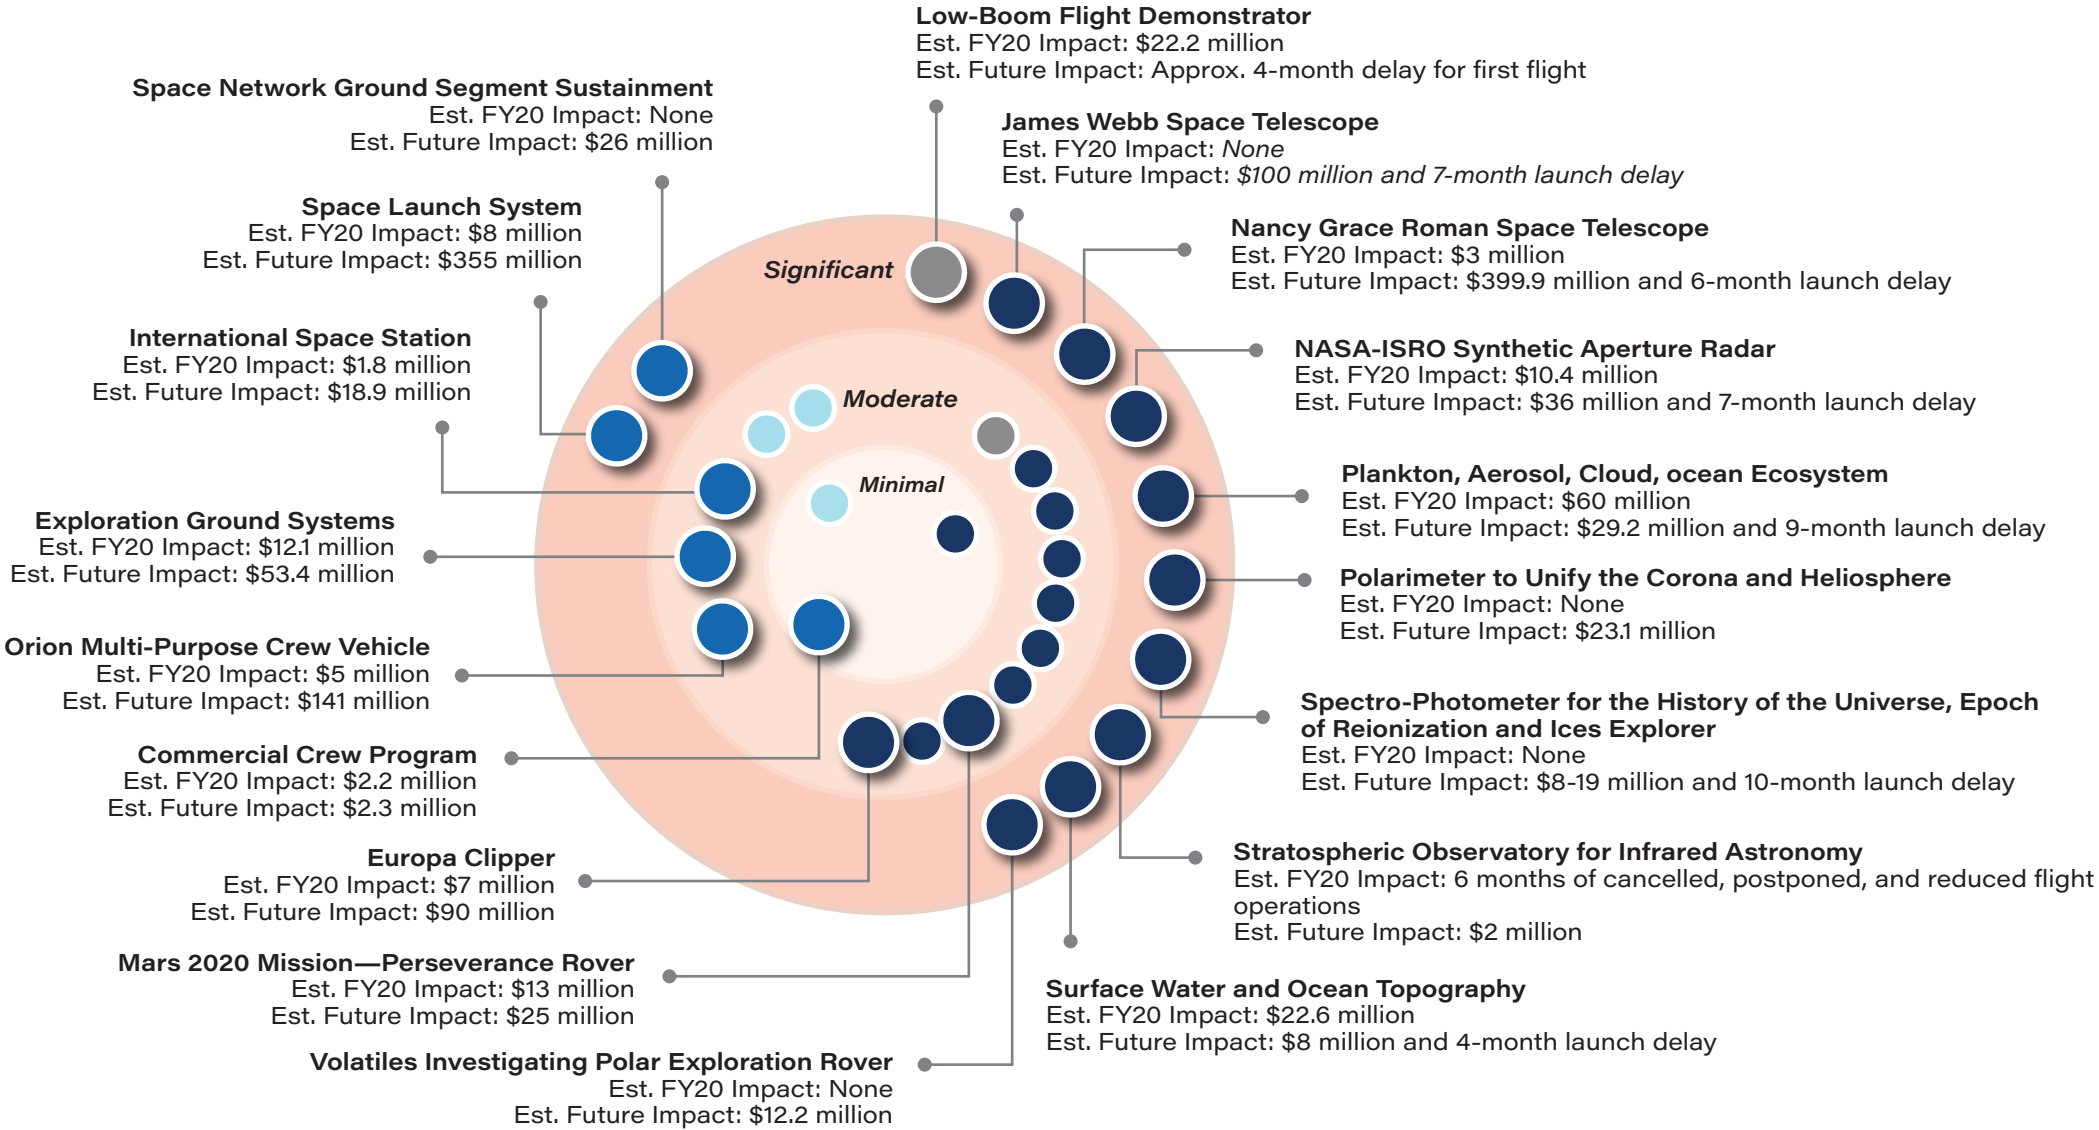 Low-Boom Flight Demonstrator
Est. FY20 Impact: $22.2 million
Est. Future Impact: Approx. 4-month delay for first flight
Space Network Ground Segment Sustainment
Est. FY20 Impact: None
Est. Future Impact: $26 million
James Webb Space Telescope
Est. FY20 Impact: None
Est. Future Impact: $100 million and 7-month launch delay
Space Launch System
Est. FY20 Impact: $8 million
Est. Future Impact: $355 million
Nancy Grace Roman Space Telescope
Est. FY20 Impact: $3 million
Est. Future Impact: $399.9 million and 6-month launch delay
Significant
International Space Station
Est. FY20 Impact: $1.8 million
Est. Future Impact: $18.9 million
NASA-ISRO Synthetic Aperture Radar
Est. FY20 Impact: $10.4 million
Est. Future Impact: $36 million and 7-month launch delay
Moderate
Minimal
Plankton, Aerosol, Cloud, ocean Ecosystem
Est. FY20 Impact: $60 million
Est. Future Impact: $29.2 million and 9-month launch delay
Exploration Ground Systems
Est. FY20 Impact: $12.1 million
Est. Future Impact: $53.4 million
Polarimeter to Unify the Corona and Heliosphere
Est. FY20 Impact: None
Est. Future Impact: $23.1 million
Orion Multi-Purpose Crew Vehicle
Est. FY20 Impact: $5 million
Est. Future Impact: $141 million
Spectro-Photometer for the History of the Universe, Epoch
of Reionization and Ices Explorer
Est. FY20 Impact: None
Est. Future Impact: $8-19 million and 10-month launch delay
Commercial Crew Program
Est. FY20 Impact: $2.2 million
Est. Future Impact: $2.3 million
Stratospheric Observatory for Infrared Astronomy
Est. FY20 Impact: 6 months of cancelled, postponed, and reduced flight
operations
Est. Future Impact: $2 million
Europa Clipper
Est. FY20 Impact: $7 million
Est. Future Impact: $90 million
Mars 2020 Mission—Perseverance Rover
Est. FY20 Impact: $13 million
Est. Future Impact: $25 million
Surface Water and Ocean Topography
Est. FY20 Impact: $22.6 million
Est. Future Impact: $8 million and 4-month launch delay
Volatiles Investigating Polar Exploration Rover
Est. FY20 Impact: None
Est. Future Impact: $12.2 million